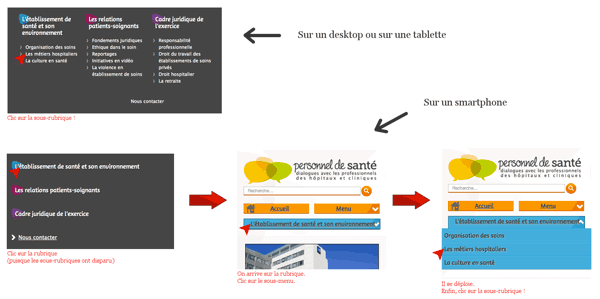 L'établissement de
santé et son
environnement
Organisation des soins
Les métiers hospitaliers
La culture en santé
Les relations
patients-soignants
Fondements juridiques
Ethique dans le soin
Reportages
Initiatives en vidéo
La violence en
établissement de soins
Cadre juridique de
l'exercice
Responsabilité
professionnelle
Droit du travail des
établissements de soins
privés
Droit hospitalier
La retraite
Nous contacter
Clic sur la sous-rubrique !
Sur un desktop ou sur une tablette
Sur un smartphone
L'établissement de santé et son environnement
Les relations patients-soignants
Cadre juridique de l'exercice
Nous contacter
Clic sur la rubrique
(puisque les sous-rubriques ont disparu)
personnel de santé
dialogues avec les professionnels
des hôpitaux et cliniques
Recherche...
Accueil
Menu
L'établissement de santé et son environnement
On arrive sur la rubrique.
Clic sur le sous-menu,
personnel de santé
dialogues avec les professionnels
des hôpitaux et cliniques
Recherche...
Accueil
Menu
L'établissement de santé et son environnement
Organisation des soins
Les métiers hospitaliers
La culture en santé
Il se déploie.
Enfin, clic sur la sous-rubrique !